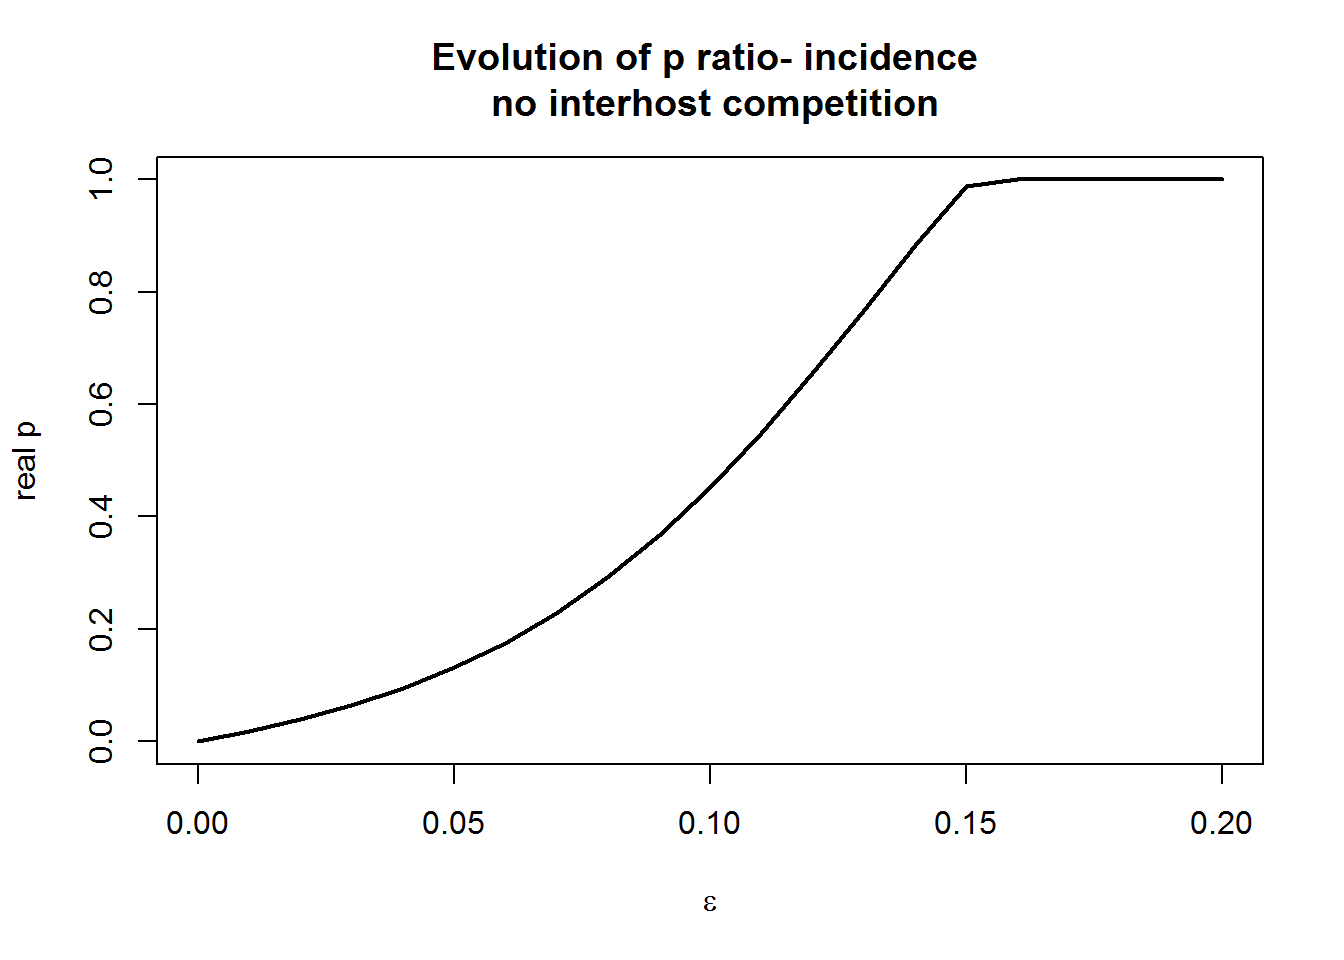 Evolution of p ratio- incidence
no interhost competition
real p
1.0
0.8
0.6
0.4
0.2
0.0
0.00 0.05 0.10 0.15 0.20
ε